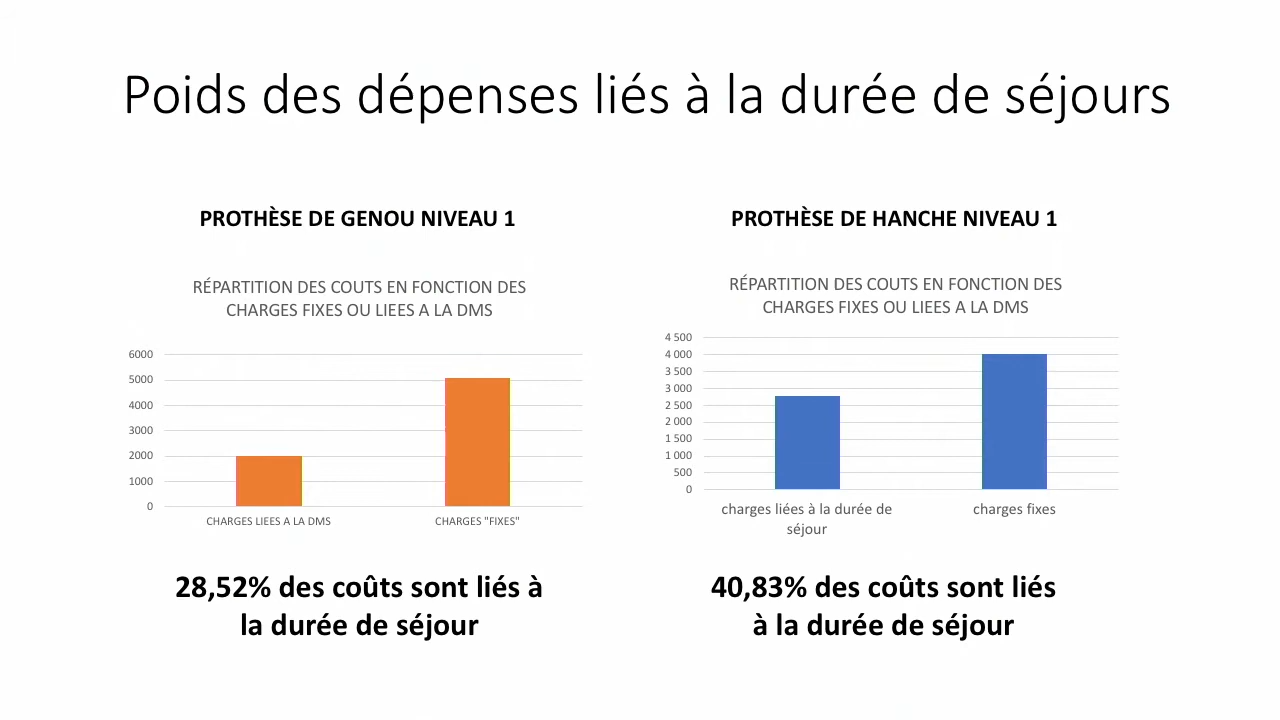 Poids des dépenses liés à la durée de séjours
PROTHÈSE DE GENOU NIVEAU 1
RÉPARTITION DES COUTS EN FONCTION DES
CHARGES FIXES OU LIEES A LA DMS
6000
5000
4000
3000
2000
1000
0
CHARGES LIEES A LA DMS
CHARGES "FIXES"
28,52% des coûts sont liés à
la durée de séjour
PROTHÈSE DE HANCHE NIVEAU 1
RÉPARTITION DES COUTS EN FONCTION DES
CHARGES FIXES OU LIEES A LA DMS
4 500
4 000
3 500
3 000
2 500
2 000
1 500
1 000
500
0
charges liées à la durée de
séjour
charges fixes
40,83% des coûts sont liés
à la durée de séjour